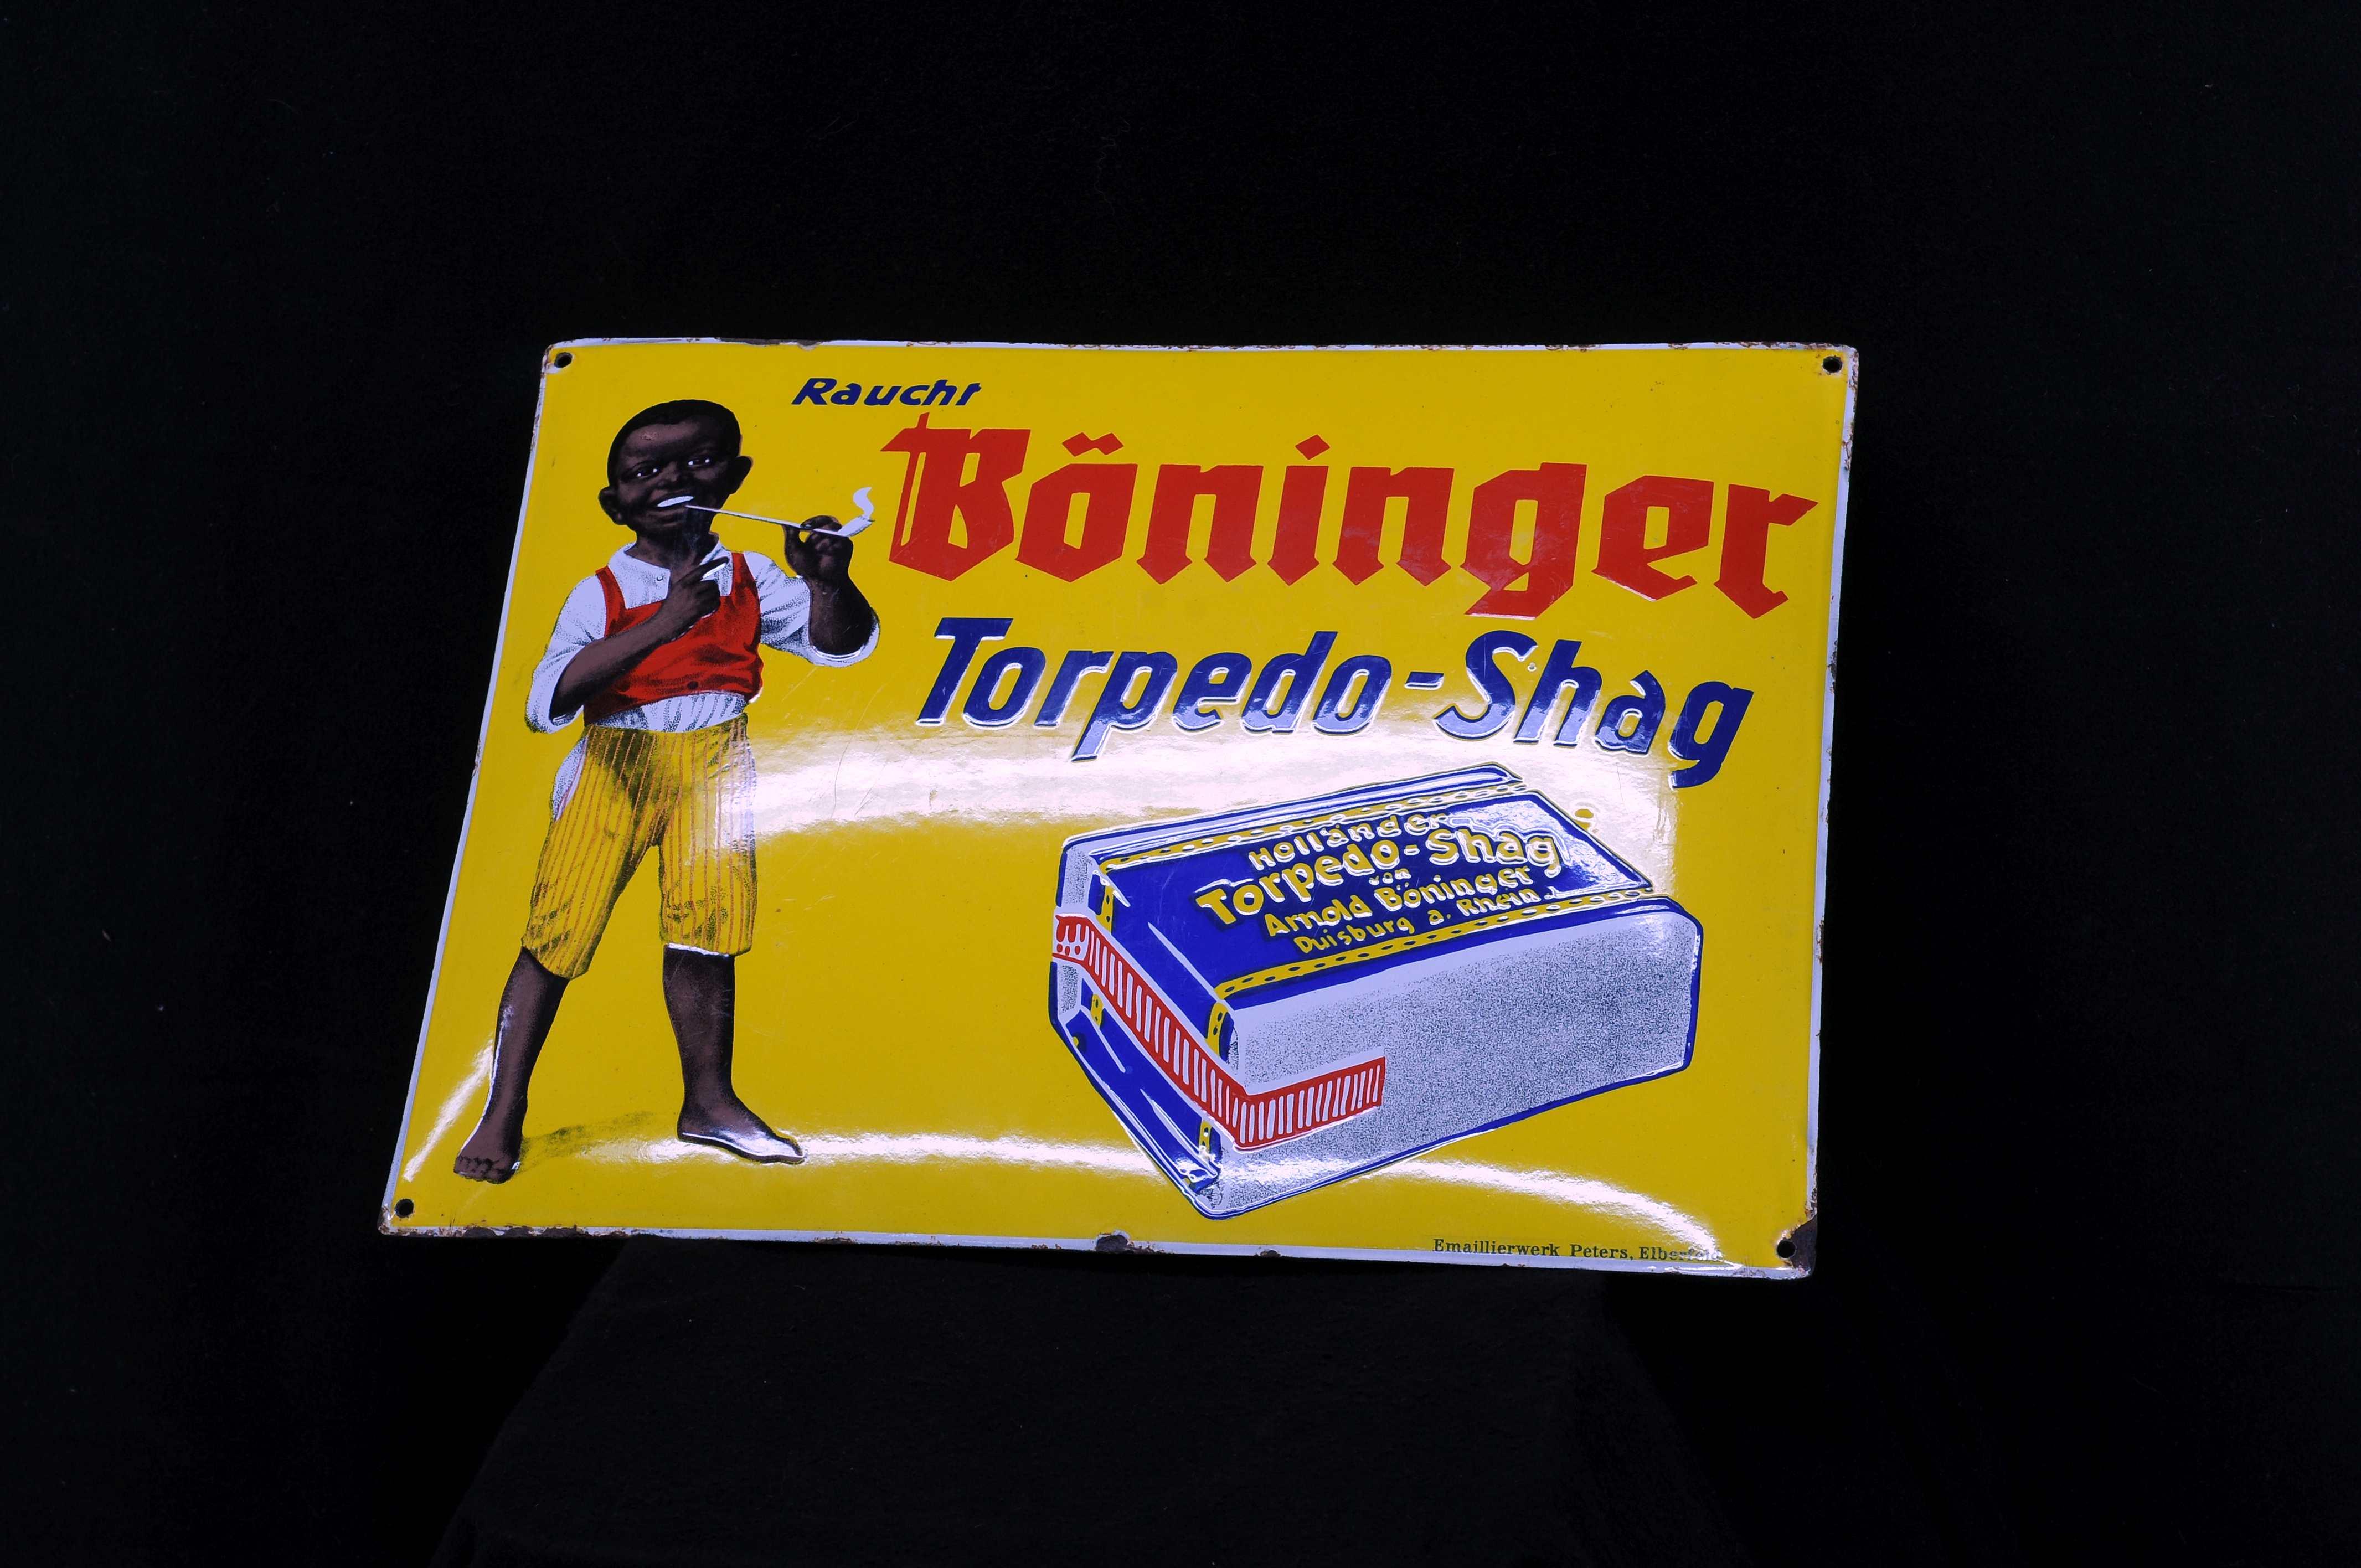 Raucht
Böninger
Torpedo-Shag
Holländer
Torpedo-Shag
von
Arnold Böninger
Duisburg a. Rhein.
Emaillierwerk Peters, Elberfeld